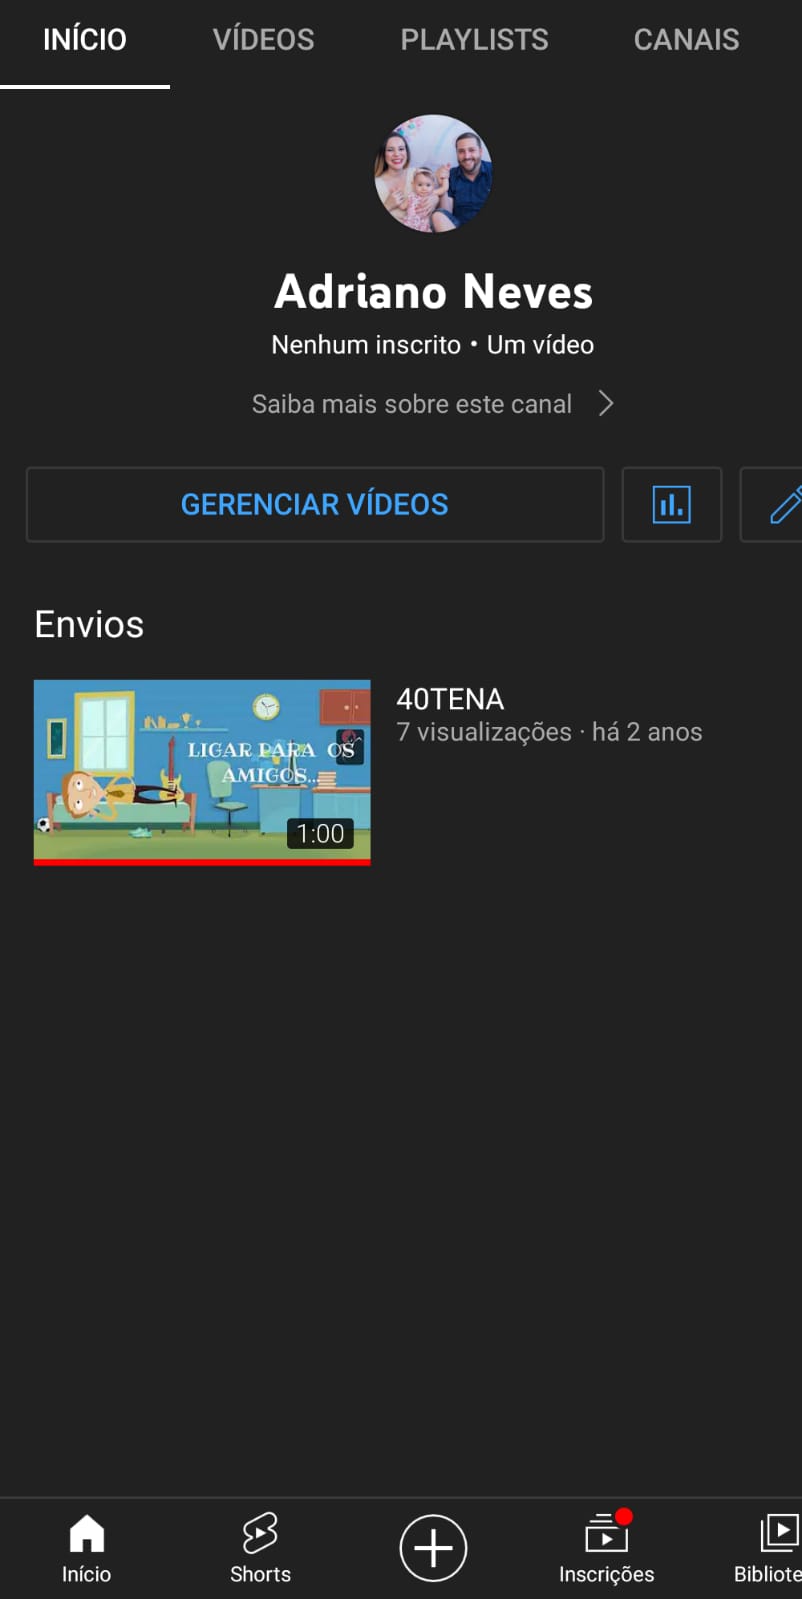 INÍCIO VÍDEOS PLAYLISTS CANAIS
Adriano Neves
Nenhum inscrito • Um vídeo
Saiba mais sobre este canal
GERENCIAR VÍDEOS
Envios
LIGAR PARA OS
AMIGOS...
1:00
40TENA
7 visualizações · há 2 anos
Início Shorts Inscrições Bibliote